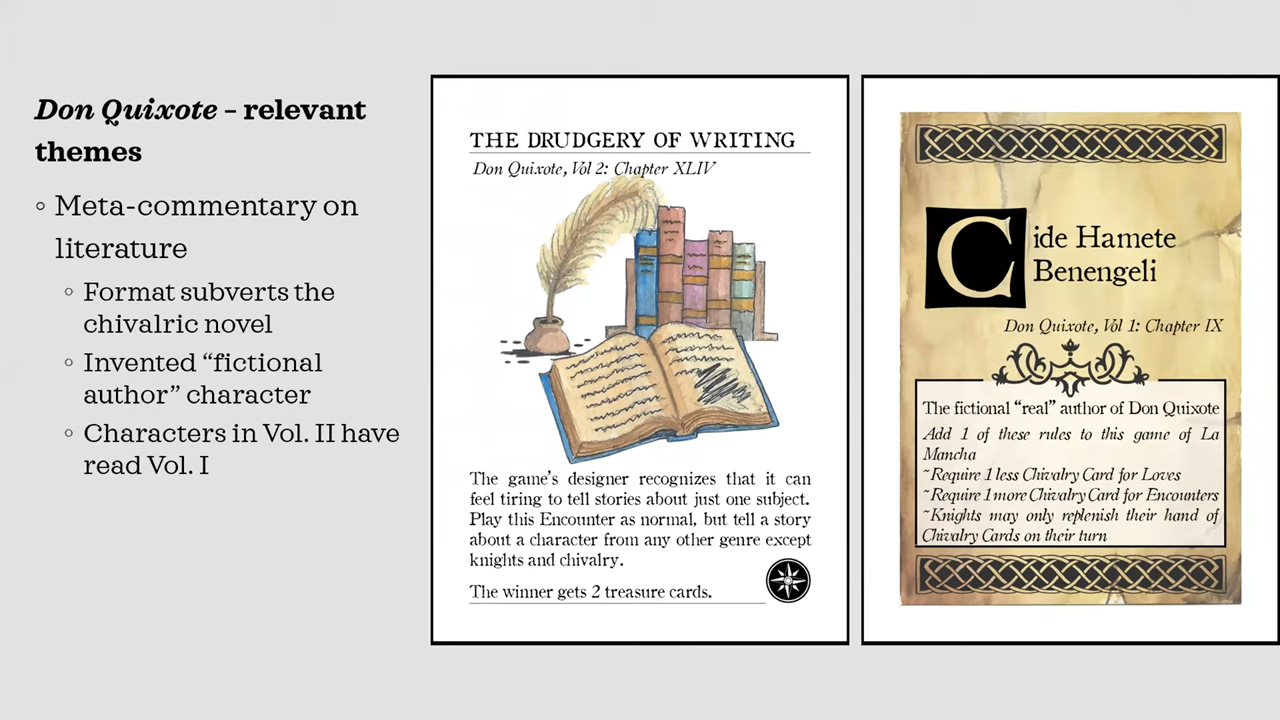 Don Quixote – relevant
themes
◦ Meta-commentary on
literature
◦ Format subverts the
chivalric novel
◦ Invented “fictional
author” character
◦ Characters in Vol. II have
read Vol. I
THE DRUDGERY OF WRITING
Don Quixote, Vol 2: Chapter XLIV
The game's designer recognizes that it can
feel tiring to tell stories about just one subject.
Play this Encounter as normal, but tell a story
about a character from any other genre except
knights and chivalry.
The winner gets 2 treasure cards.
Cide Hamete
Benengeli
Don Quixote, Vol 1: Chapter IX
The fictional "real" author of Don Quixote
Add 1 of these rules to this game of La
Mancha
~Require 1 less Chivalry Card for Loves
~Require 1 more Chivalry Card for Encounters
~Knights may only replenish their hand of
Chivalry Cards on their turn